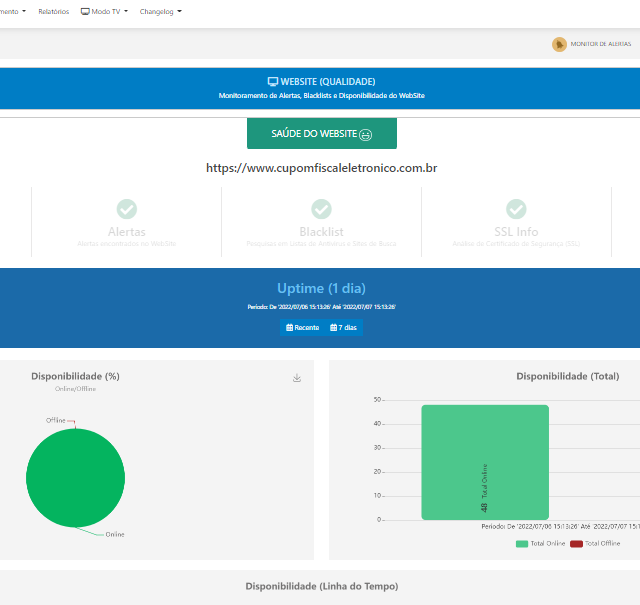 mento
Relatórios
Modo TV
Changelog
MONITOR DE ALERTAS
WEBSITE (QUALIDADE)
Monitoramento de Alertas, Blacklists e Disponibilidade do WebSite
SAÚDE DO WEBSITE
https://www.cupomfiscaleletronico.com.br
Alertas
Alertas encontrados no WebSite
Blacklist
Pesquisas em Listas de AntiVirus e Sites de Busca
SSL Info
Análise do Certificado de Segurança (SSL)
Uptime (1 dia)
Período: De '2022/07/06 15:13:26' Até '2022/07/07 15:13:26'
Recente
7 dias
Disponibilidade (%)
Online/Offline
Offline
Online
Disponibilidade (Total)
50
40
30
20
10
0
48 Total Online
Período: De '2022/07/06 15:13:26' Até '2022/07/07 15:1
Total Online
Total Offline
Disponibilidade (Linha do Tempo)